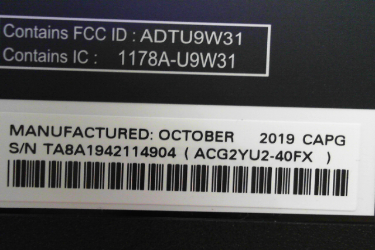 Contains FCC ID : ADTU9W31
Contains IC : 1178A-U9W31
MANUFACTURED: OCTOBER 2019 CAPG
S/N TA8A1942114904 ( ACG2YU2-40FX )